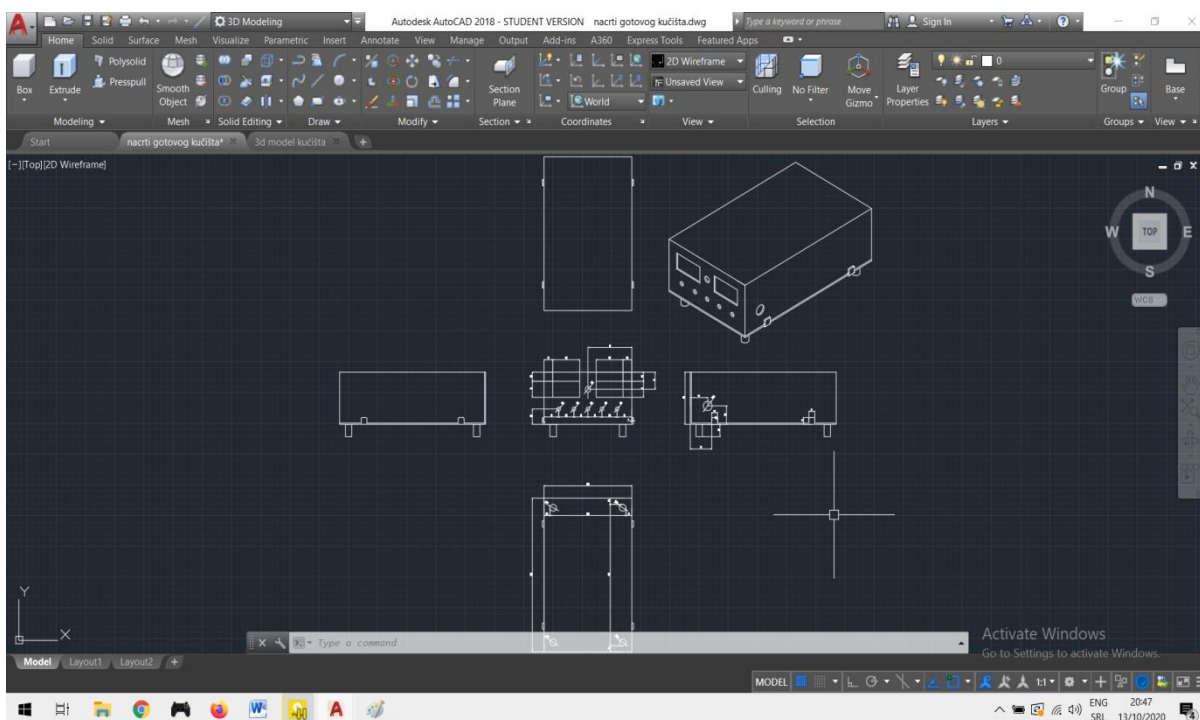 3D Modeling
Autodesk AutoCAD 2018 - STUDENT VERSION nacrti gotovog kućišta.dwg
Type a keyword or phrase
Sign In
Home Solid Surface Mesh Visualize Parametric Insert Annotate View Manage Output Add-ins A360 Express Tools Featured Apps
Box
Extrude
Polysolid
Presspull
Smooth
Object
Section
Plane
World
2D Wireframe
Unsaved View
Culling
No Filter
Move
Gizmo
Layer
Properties
0
Group
Base
Modeling Mesh Solid Editing Draw Modify Section Coordinates View Selection Layers Groups View
Start nacrti gotovog kučišta* 3d model kućišta
[−][Top][2D Wireframe]
N
W TOP E
S
WCS
Y
X
Type a command
Activate Windows
Go to Settings to activate Windows.
Model Layout1 Layout2 +
MODEL 1:1
ENG 20:47
SRL 11/10/2020